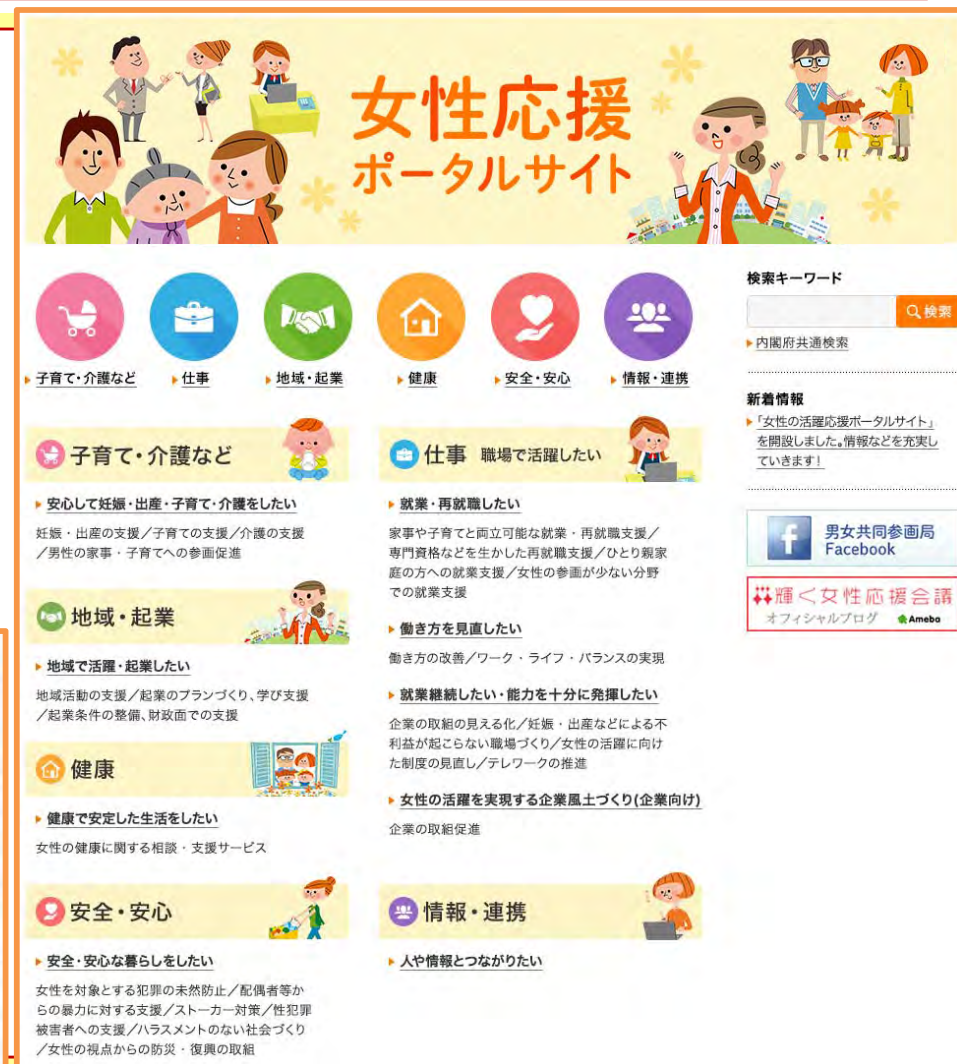 女性応援
ポータルサイト
子育て・介護など
仕事
地域・起業
健康
安全・安心
情報・連携
検索キーワード
検索
内閣府共通検索
新着情報
「女性の活躍応援ポータルサイト」
を開設しました。情報などを充実し
ていきます!
男女共同参画局
Facebook
輝く女性応援会議
オフィシャルブログ Ameba
子育て・介護など
安心して妊娠・出産・子育て・介護をしたい
妊娠・出産の支援/子育ての支援/介護の支援
/男性の家事・子育てへの参画促進
地域・起業
地域で活躍・起業したい
地域活動の支援/起業のプランづくり、学び支援
/起業条件の整備、財政面での支援
健康
健康で安定した生活をしたい
女性の健康に関する相談・支援サービス
安全・安心
安全・安心な暮らしをしたい
女性を対象とする犯罪の未然防止/配偶者等か
らの暴力に対する支援/ストーカー対策/性犯罪
被害者への支援/ハラスメントのない社会づくり
/女性の視点からの防災・復興の取組
仕事 職場で活躍したい
就業・再就職したい
家事や子育てと両立可能な就業・再就職支援/
専門資格などを生かした再就職支援/ひとり親家
庭の方への就業支援/女性の参画が少ない分野
での就業支援
働き方を見直したい
働き方の改善/ワーク・ライフ・バランスの実現
就業継続したい・能力を十分に発揮したい
企業の取組の見える化/妊娠・出産などによる不
利益が起こらない職場づくり/女性の活躍に向け
た制度の見直し/テレワークの推進
女性の活躍を実現する企業風土づくり(企業向け)
企業の取組促進
情報・連携
人や情報とつながりたい